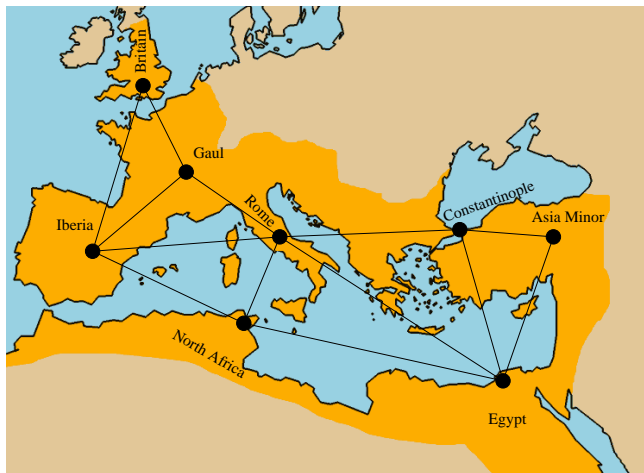 Britain
Gaul
Iberia
Rome
Constantinople
Asia Minor
North Africa
Egypt